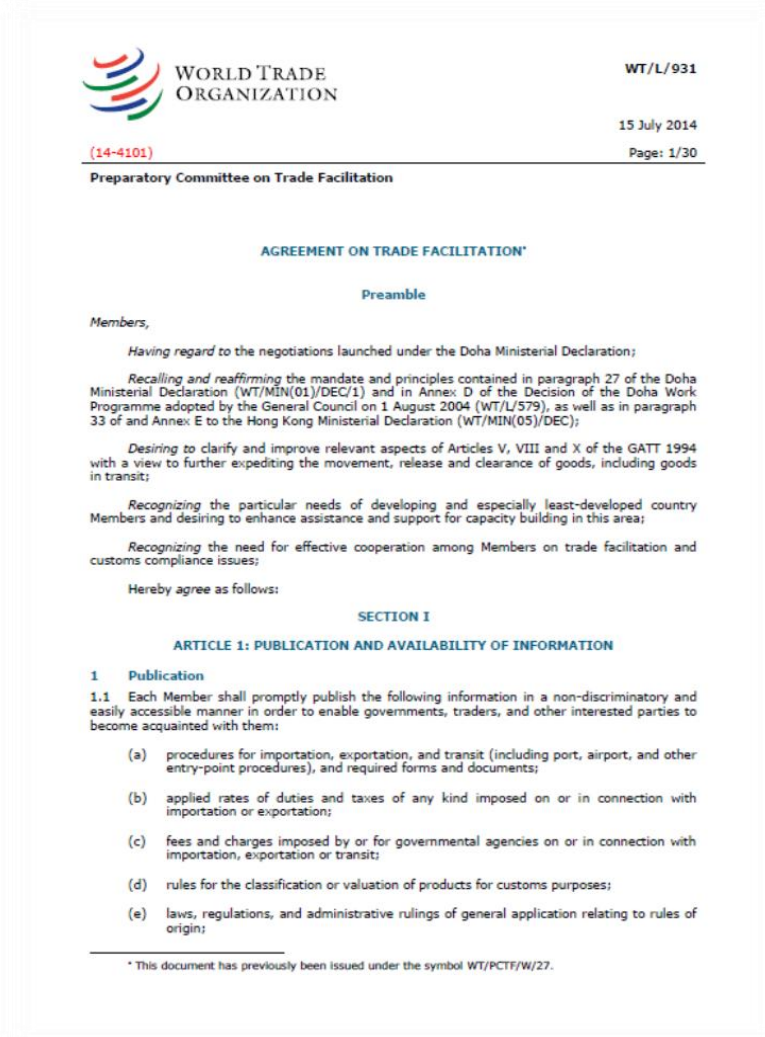 WORLD TRADE
ORGANIZATION
WT/L/931
15 July 2014
(14-4101)
Page: 1/30
Preparatory Committee on Trade Facilitation
AGREEMENT ON TRADE FACILITATION*
Preamble
Members,
Having regard to the negotiations launched under the Doha Ministerial Declaration;
Recalling and reaffirming the mandate and principles contained in paragraph 27 of the Doha
Ministerial Declaration (WT/MIN(01)/DEC/1) and in Annex D of the Decision of the Doha Work
Programme adopted by the General Council on 1 August 2004 (WT/L/579), as well as in paragraph
33 of and Annex E to the Hong Kong Ministerial Declaration (WT/MIN(05)/DEC);
Desiring to clarify and improve relevant aspects of Articles V, VIII and X of the GATT 1994
with a view to further expediting the movement, release and clearance of goods, including goods
in transit;
Recognizing the particular needs of developing and especially least-developed country
Members and desiring to enhance assistance and support for capacity building in this area;
Recognizing the need for effective cooperation among Members on trade facilitation and
customs compliance issues;
Hereby agree as follows:
SECTION I
ARTICLE 1: PUBLICATION AND AVAILABILITY OF INFORMATION
1 Publication
1.1 Each Member shall promptly publish the following information in a non-discriminatory and
easily accessible manner in order to enable governments, traders, and other interested parties to
become acquainted with them:
(a) procedures for importation, exportation, and transit (including port, airport, and other
entry-point procedures), and required forms and documents;
(b) applied rates of duties and taxes of any kind imposed on or in connection with
importation or exportation;
(c) fees and charges imposed by or for governmental agencies on or in connection with
importation, exportation or transit;
(d) rules for the classification or valuation of products for customs purposes;
(e) laws, regulations, and administrative rulings of general application relating to rules of
origin;
* This document has previously been issued under the symbol WT/PCTF/W/27.